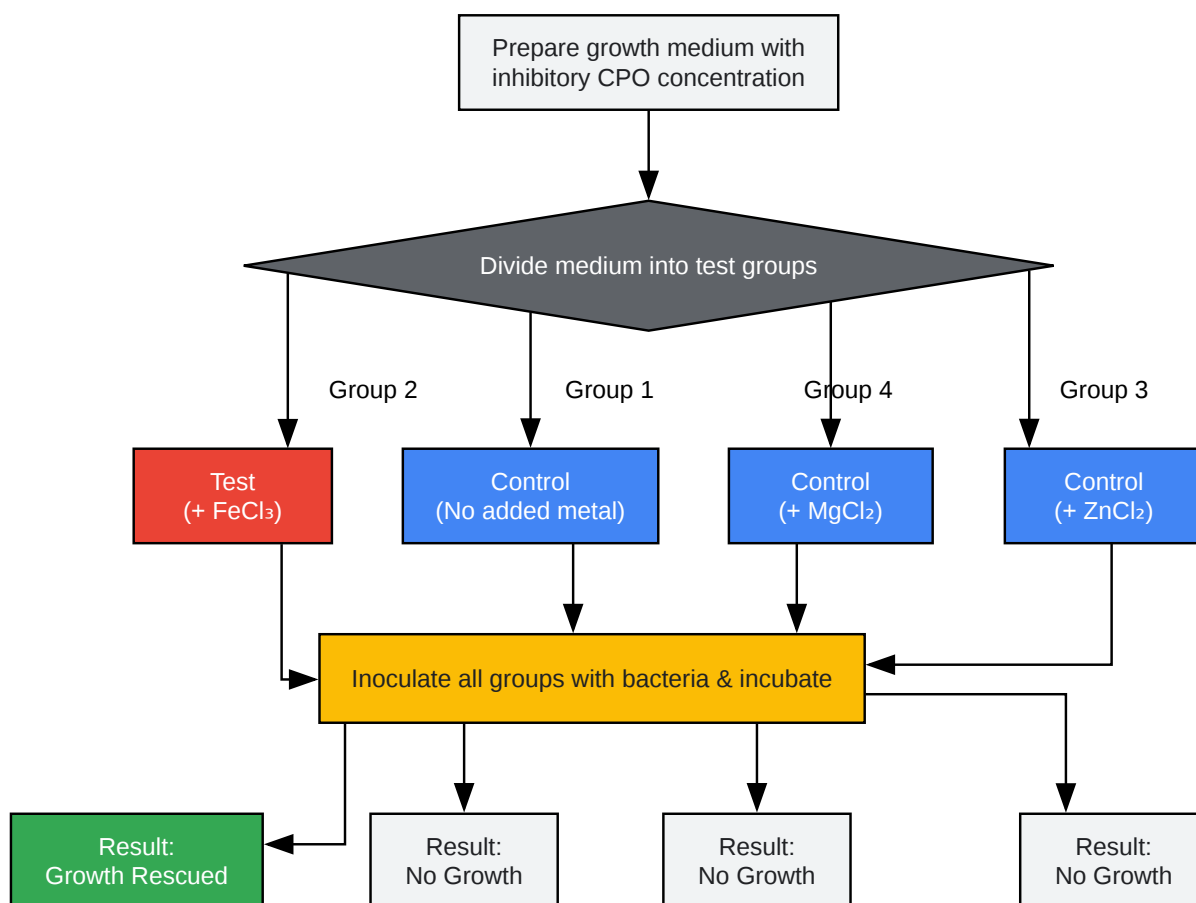 Prepare growth medium with
inhibitory CPO concentration
Divide medium into test groups
Group 2
Group 1
Group 4
Group 3
Test
(+ FeCl₃)
Control
(No added metal)
Control
(+ MgCl₂)
Control
(+ ZnCl₂)
Inoculate all groups with bacteria & incubate
Result:
Growth Rescued
Result:
No Growth
Result:
No Growth
Result:
No Growth